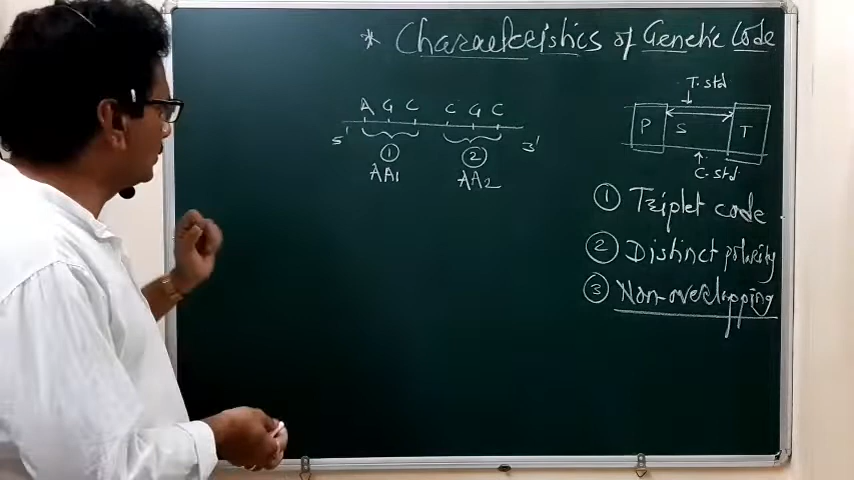 * Characteristics of Genetic Code
A G C C G C
5' 3'
1 2
AA1 AA2
T. std
P S T
C. std
1 Triplet code
2 Distinct polarity
3 Non-overlapping